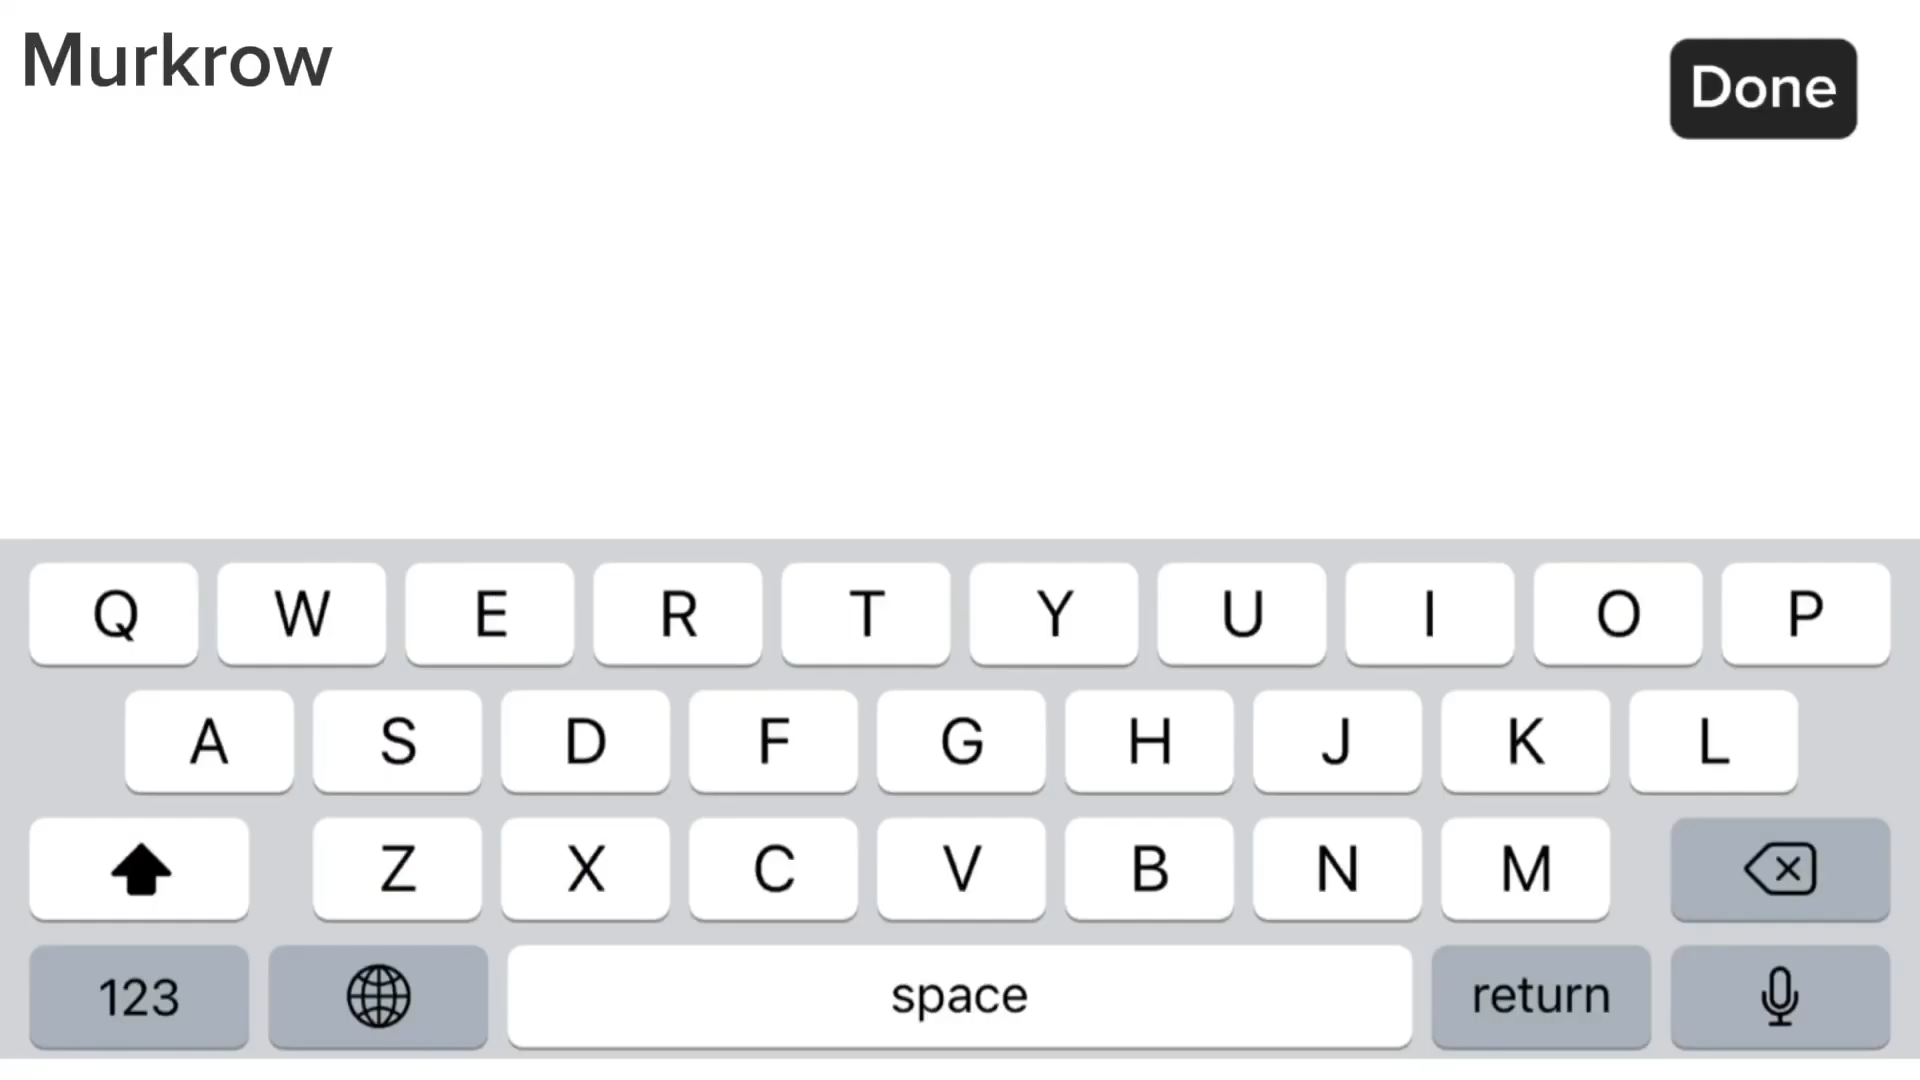 Murkrow
Done
Q W E R T Y U I O P
A S D F G H J K L
Z X C V B N M
123 space return